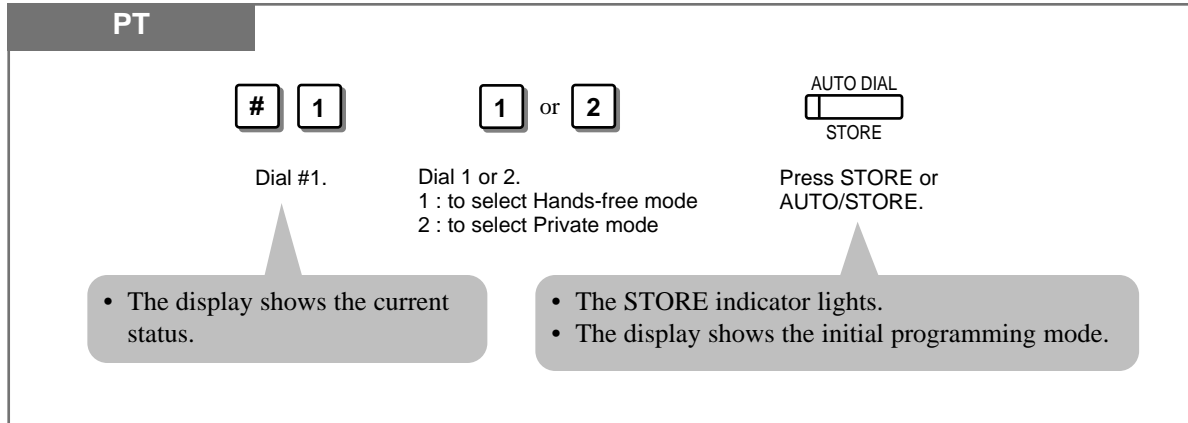 PT
# 1
1 or 2
AUTO DIAL
STORE
Dial #1.
Dial 1 or 2.
1 : to select Hands-free mode
2 : to select Private mode
Press STORE or
AUTO/STORE.
• The display shows the current
status.
• The STORE indicator lights.
• The display shows the initial programming mode.